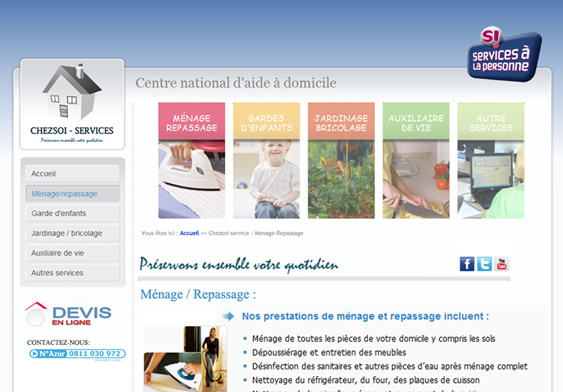 S!
SERVICES À
LA PERSONNE
Centre national d'aide à domicile
CHEZSOI - SERVICES
Préservons ensemble votre quotidien
MÉNAGE
REPASSAGE
GARDES
D'ENFANTS
JARDINAGE
BRICOLAGE
AUXILIAIRE
DE VIE
AUTRE
SERVICES
Accueil
Ménage/repassage
Garde d'enfants
Jardinage / bricolage
Auxiliaire de vie
Autres services
Vous êtes ici : Accueil >> Chezsoi-service : Menage-Repassage
Préservons ensemble votre quotidien
You
Tube
DEVIS
EN LIGNE
CONTACTEZ-NOUS:
N°Azur 0811 030 972
Ménage / Repassage :
Nos prestations de ménage et repassage incluent :
Ménage de toutes les pièces de votre domicile y compris les sols
Dépoussiérage et entretien des meubles
Désinfection des sanitaires et autres pièces d'eau après ménage complet
Nettoyage du réfrigérateur, du four, des plaques de cuisson